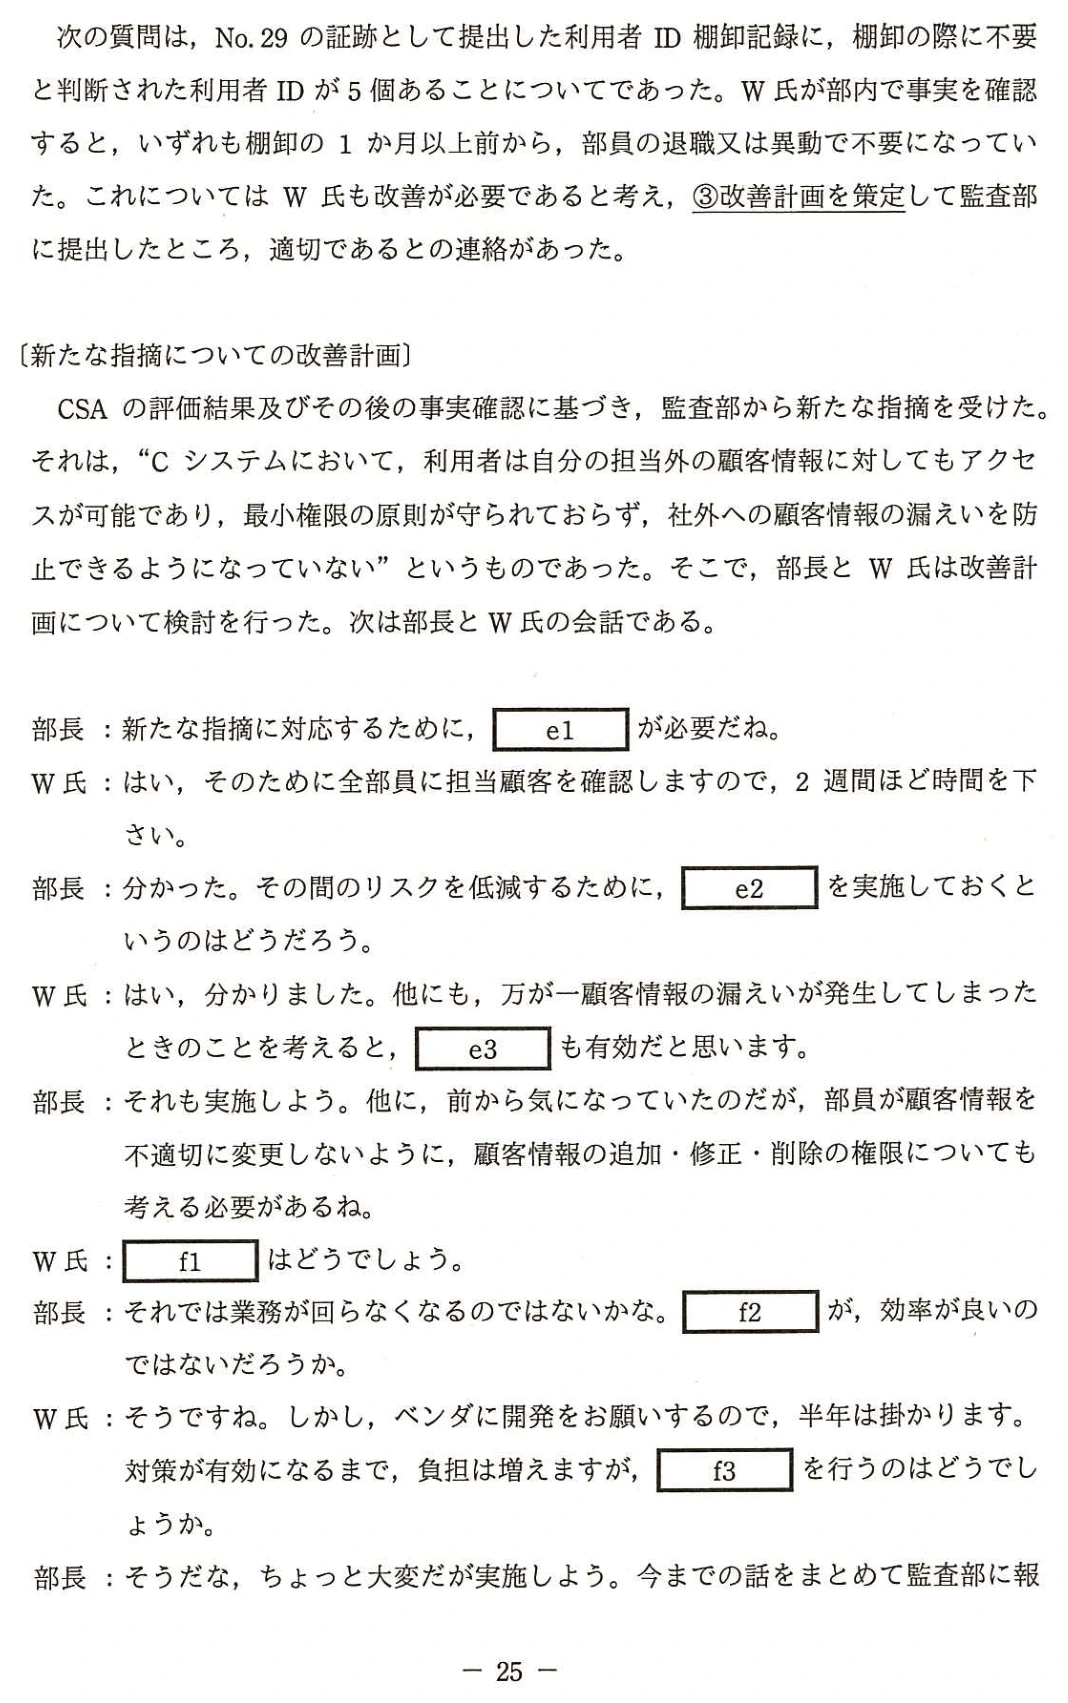 次の質問は，No. 29 の証跡として提出した利用者 ID 棚卸記録に，棚卸の際に不要
と判断された利用者 ID が 5 個あることについてであった。W 氏が部内で事実を確認
すると，いずれも棚卸の 1 か月以上前から，部員の退職又は異動で不要になってい
た。これについては W 氏も改善が必要であると考え，③改善計画を策定して監査部
に提出したところ，適切であるとの連絡があった。
〔新たな指摘についての改善計画〕
CSA の評価結果及びその後の事実確認に基づき，監査部から新たな指摘を受けた。
それは，“C システムにおいて，利用者は自分の担当外の顧客情報に対してもアクセ
スが可能であり，最小権限の原則が守られておらず，社外への顧客情報の漏えいを防
止できるようになっていない” というものであった。そこで，部長と W 氏は改善計
画について検討を行った。次は部長と W 氏の会話である。
部長 ：新たな指摘に対応するために， e1 が必要だね。
W 氏 ：はい，そのために全部員に担当顧客を確認しますので，2 週間ほど時間を下
さい。
部長 ：分かった。その間のリスクを低減するために， e2 を実施しておくと
いうのはどうだろう。
W 氏 ：はい，分かりました。他にも，万が一顧客情報の漏えいが発生してしまった
ときのことを考えると， e3 も有効だと思います。
部長 ：それも実施しよう。他に，前から気になっていたのだが，部員が顧客情報を
不適切に変更しないように，顧客情報の追加・修正・削除の権限についても
考える必要があるね。
W 氏 ： f1 はどうでしょう。
部長 ：それでは業務が回らなくなるのではないかな。 f2 が，効率が良いの
ではないだろうか。
W 氏 ：そうですね。しかし，ベンダに開発をお願いするので，半年は掛かります。
対策が有効になるまで，負担は増えますが， f3 を行うのはどうでし
ょうか。
部長 ：そうだな，ちょっと大変だが実施しよう。今までの話をまとめて監査部に報
－ 25 －